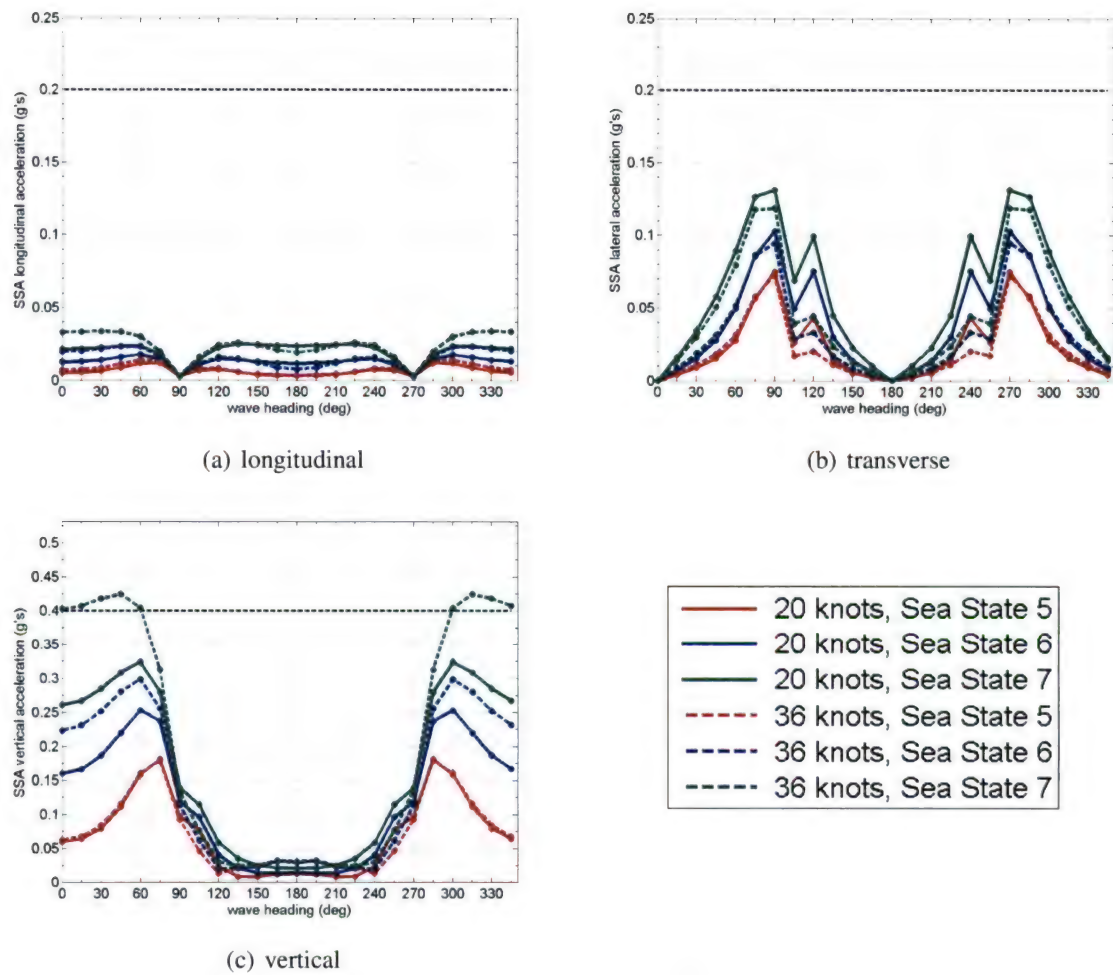 0.25
0.2
0.15
0.1
0.05
0
SSA longitudinal acceleration (g's)
0 30 60 90 120 150 180 210 240 270 300 330
wave heading (deg)
(a) longitudinal
0.25
0.2
0.15
0.1
0.05
0
SSA lateral acceleration (g's)
0 30 60 90 120 150 180 210 240 270 300 330
wave heading (deg)
(b) transverse
0.5
0.45
0.4
0.35
0.3
0.25
0.2
0.15
0.1
0.05
0
SSA vertical acceleration (g's)
0 30 60 90 120 150 180 210 240 270 300 330
wave heading (deg)
(c) vertical
20 knots, Sea State 5
20 knots, Sea State 6
20 knots, Sea State 7
36 knots, Sea State 5
36 knots, Sea State 6
36 knots, Sea State 7